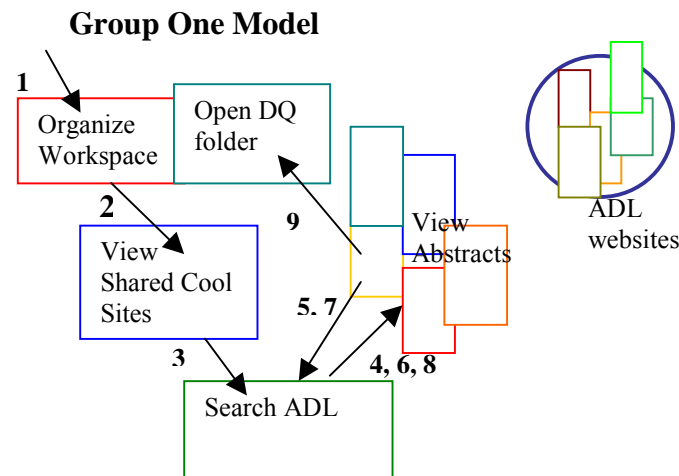 Group One Model
1
Organize
Workspace
Open DQ
folder
2
9
View
Shared Cool
Sites
View
Abstracts
ADL
websites
5, 7
3
4, 6, 8
Search ADL